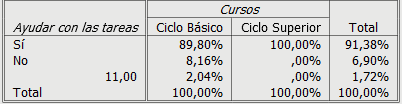 Cursos
Ayudar con las tareas Ciclo Básico Ciclo Superior Total
Sí 89,80% 100,00% 91,38%
No 8,16% ,00% 6,90%
11,00 2,04% ,00% 1,72%
Total 100,00% 100,00% 100,00%